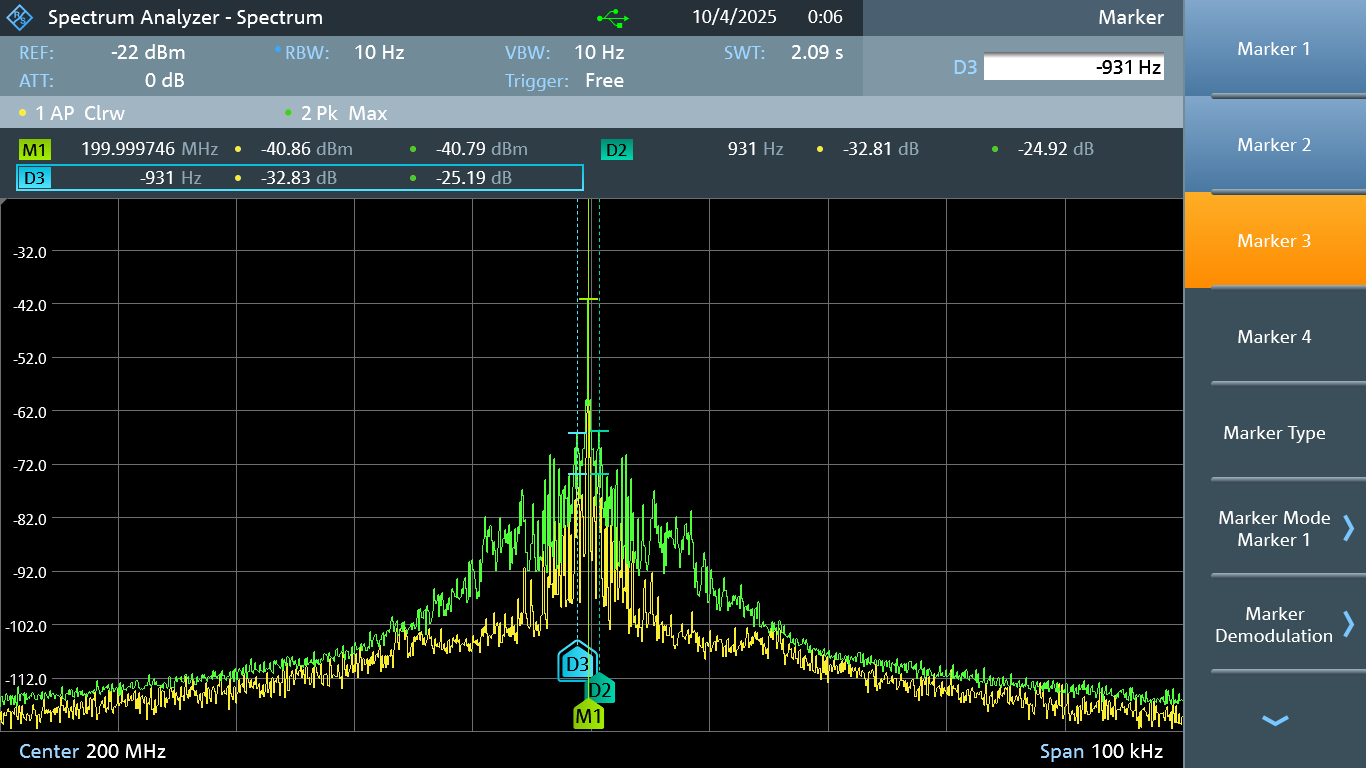 Spectrum Analyzer - Spectrum 10/4/2025 0:06 Marker
REF: -22 dBm RBW: 10 Hz VBW: 10 Hz SWT: 2.09 s
ATT: 0 dB Trigger: Free
D3 -931 Hz
1 AP Clrw 2 Pk Max
M1 199.999746 MHz -40.86 dBm -40.79 dBm D2 931 Hz -32.81 dB -24.92 dB
D3 -931 Hz -32.83 dB -25.19 dB
-32.0
-42.0
-52.0
-62.0
-72.0
-82.0
-92.0
-102.0
-112.0
D3
D2
M1
Center 200 MHz Span 100 kHz
Marker 1
Marker 2
Marker 3
Marker 4
Marker Type
Marker Mode
Marker 1
Marker
Demodulation